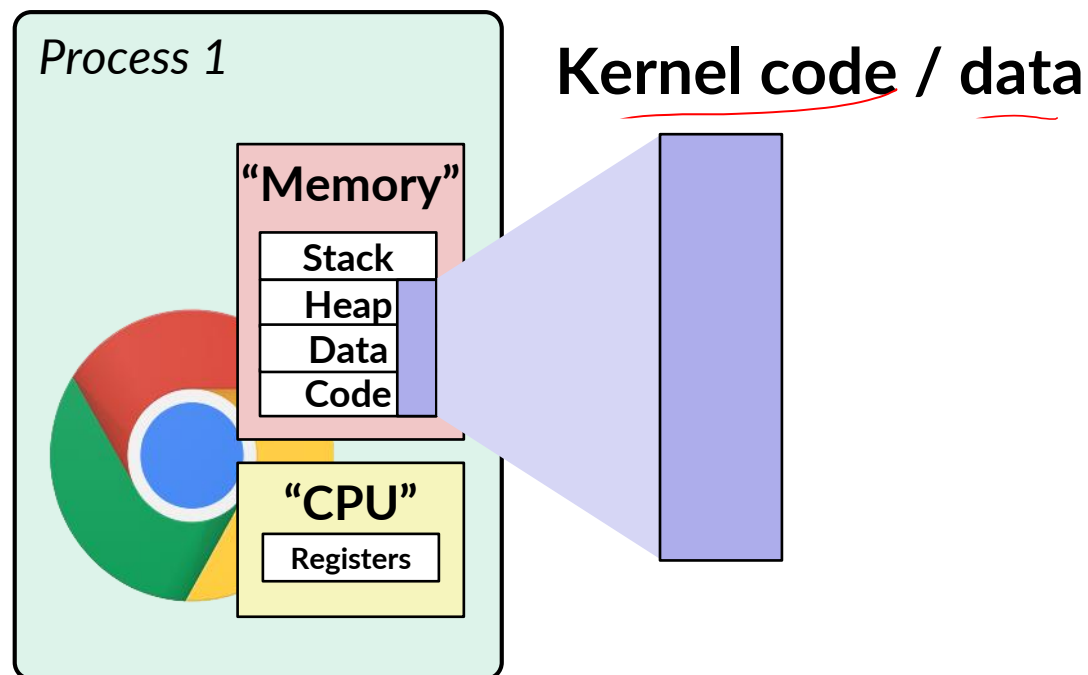 Process 1
Kernel code / data
“Memory”
Stack
Heap
Data
Code
“CPU”
Registers